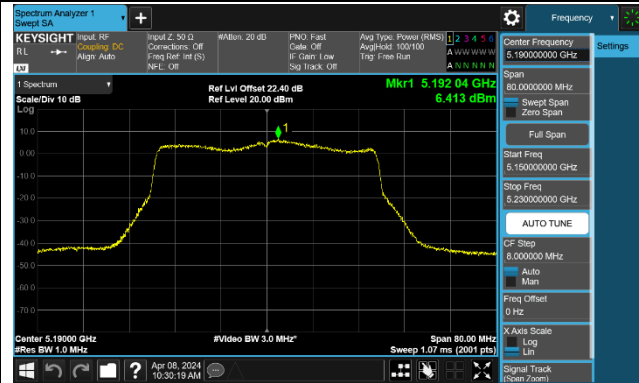 Spectrum Analyzer 1
Swept SA
Frequency
KEYSIGHT
RL
LXI
Input: RF
Coupling: DC
Align: Auto
Input Z: 50 Ω
Corrections: Off
Freq Ref: Int (S)
NFE: Off
#Atten: 20 dB
PNO: Fast
Gate: Off
IF Gain: Low
Sig Track: Off
Avg Type: Power (RMS)
Avg|Hold: 100/100
Trig: Free Run
1 2 3 4 5 6
A W W W W W
A N N N N N
1 Spectrum
Scale/Div 10 dB
Log
Ref Lvl Offset 22.40 dB
Ref Level 20.00 dBm
Mkr1 5.192 04 GHz
6.413 dBm
1
10.0
0.00
-10.0
-20.0
-30.0
-40.0
-50.0
-60.0
-70.0
Center 5.19000 GHz
#Res BW 1.0 MHz
#Video BW 3.0 MHz*
Span 80.00 MHz
Sweep 1.07 ms (2001 pts)
Apr 08, 2024
10:30:19 AM
Center Frequency
5.190000000 GHz
Settings
Span
80.0000000 MHz
Swept Span
Zero Span
Full Span
Start Freq
5.150000000 GHz
Stop Freq
5.230000000 GHz
AUTO TUNE
CF Step
8.000000 MHz
Auto
Man
Freq Offset
0 Hz
X Axis Scale
Log
Lin
Signal Track
(Span Zoom)